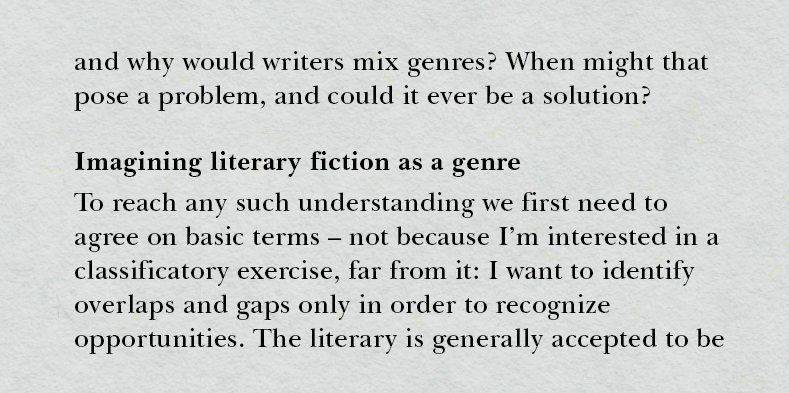 and why would writers mix genres? When might that
pose a problem, and could it ever be a solution?
Imagining literary fiction as a genre
To reach any such understanding we first need to
agree on basic terms – not because I’m interested in a
classificatory exercise, far from it: I want to identify
overlaps and gaps only in order to recognize
opportunities. The literary is generally accepted to be